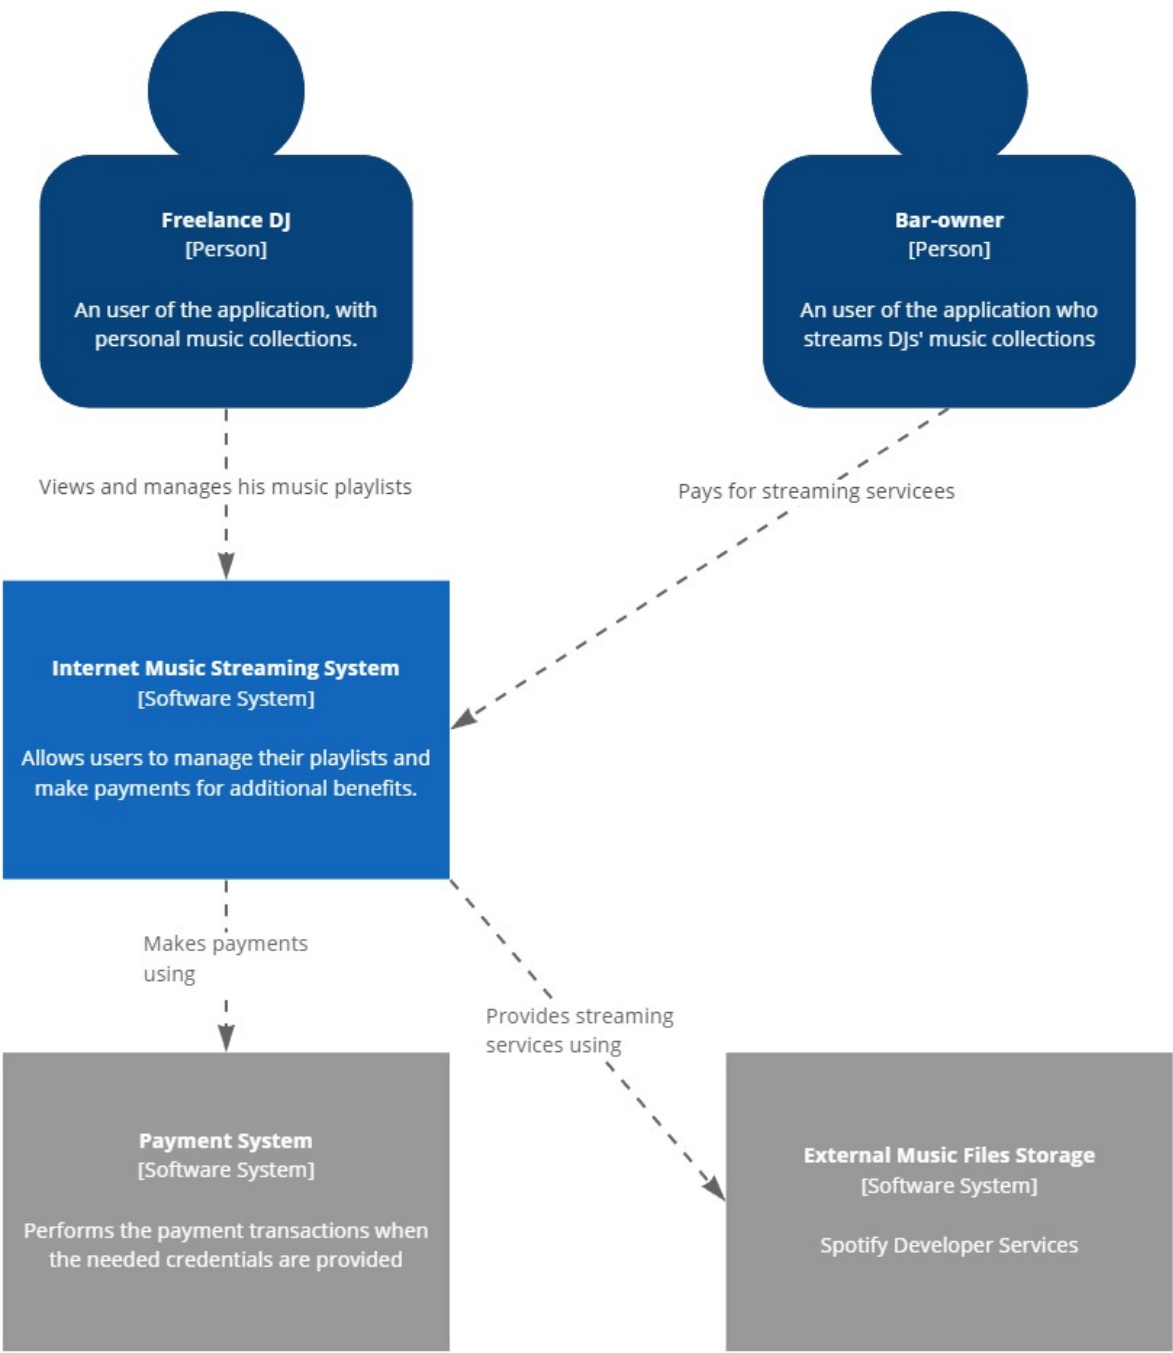 Freelance DJ
[Person]
An user of the application, with
personal music collections.
Bar-owner
[Person]
An user of the application who
streams DJs' music collections
Views and manages his music playlists
Pays for streaming servicees
Internet Music Streaming System
[Software System]
Allows users to manage their playlists and
make payments for additional benefits.
Makes payments
using
Provides streaming
services using
Payment System
[Software System]
Performs the payment transactions when
the needed credentials are provided
External Music Files Storage
[Software System]
Spotify Developer Services